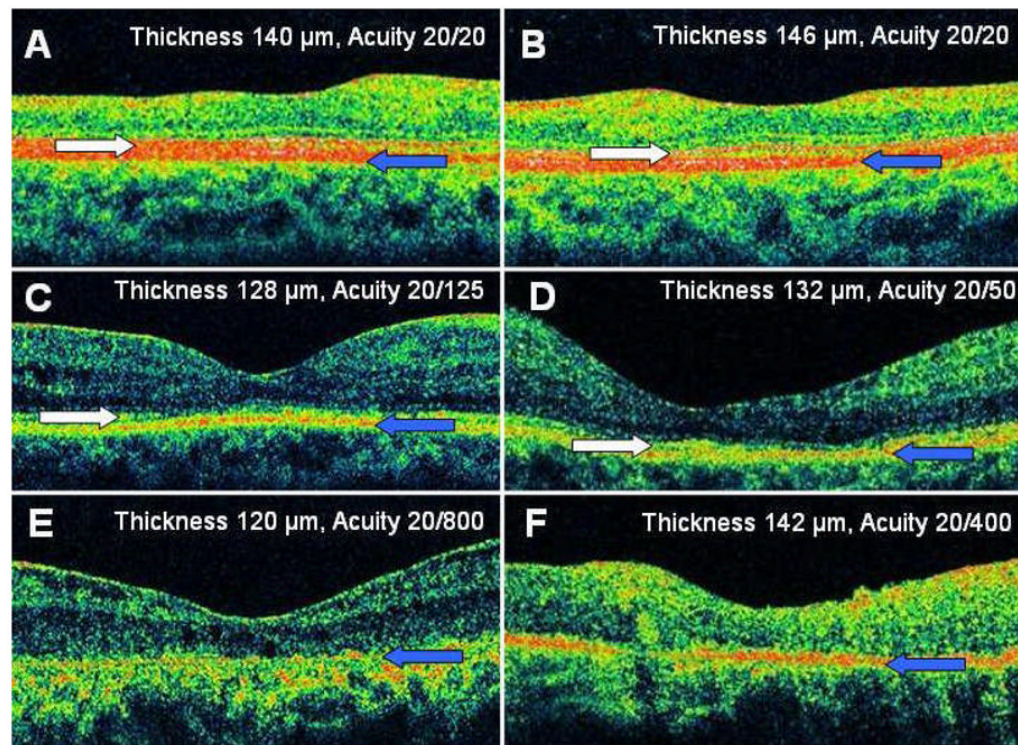 A Thickness 140 µm, Acuity 20/20
B Thickness 146 µm, Acuity 20/20
C Thickness 128 µm, Acuity 20/125
D Thickness 132 µm, Acuity 20/50
E Thickness 120 µm, Acuity 20/800
F Thickness 142 µm, Acuity 20/400